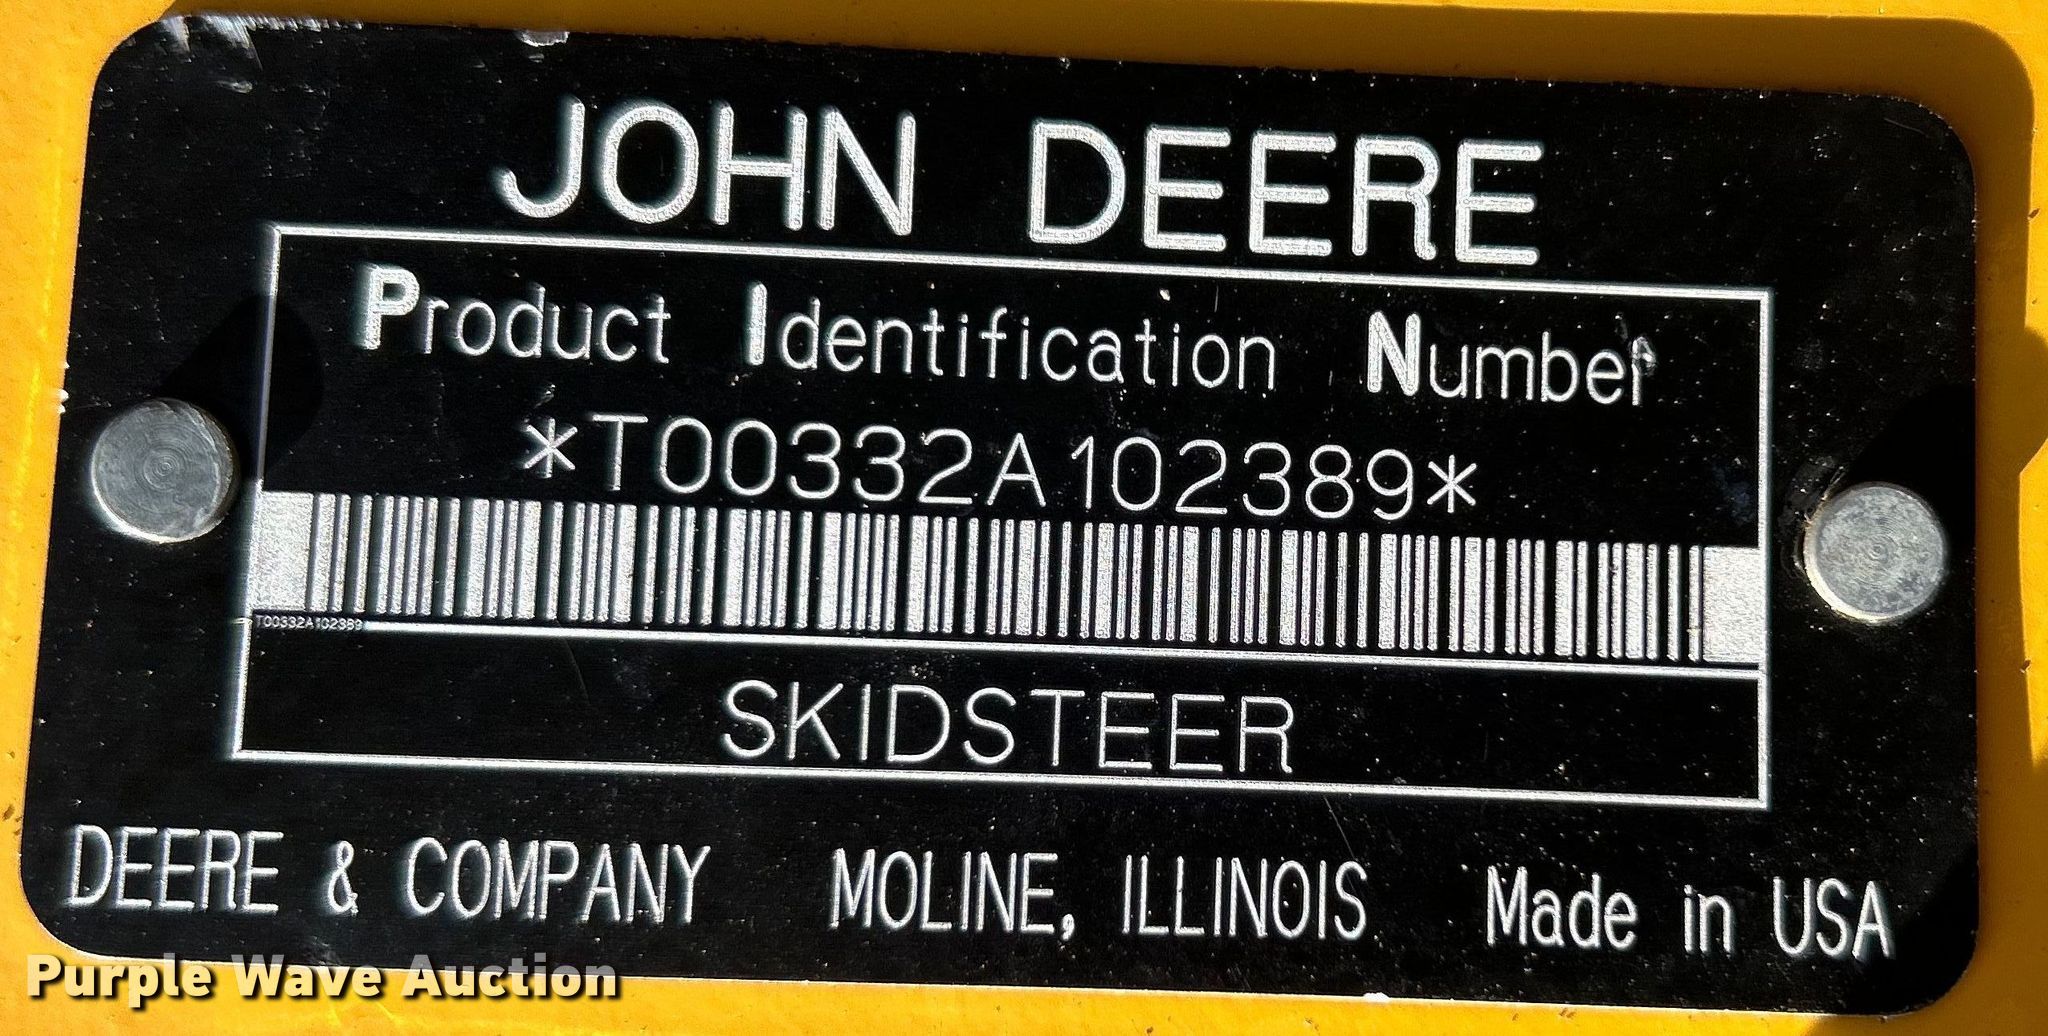 JOHN DEERE
Product Identification Number
*T00332A102389*
T00332A102389
SKIDSTEER
DEERE & COMPANY MOLINE, ILLINOIS Made in USA
Purple Wave Auction